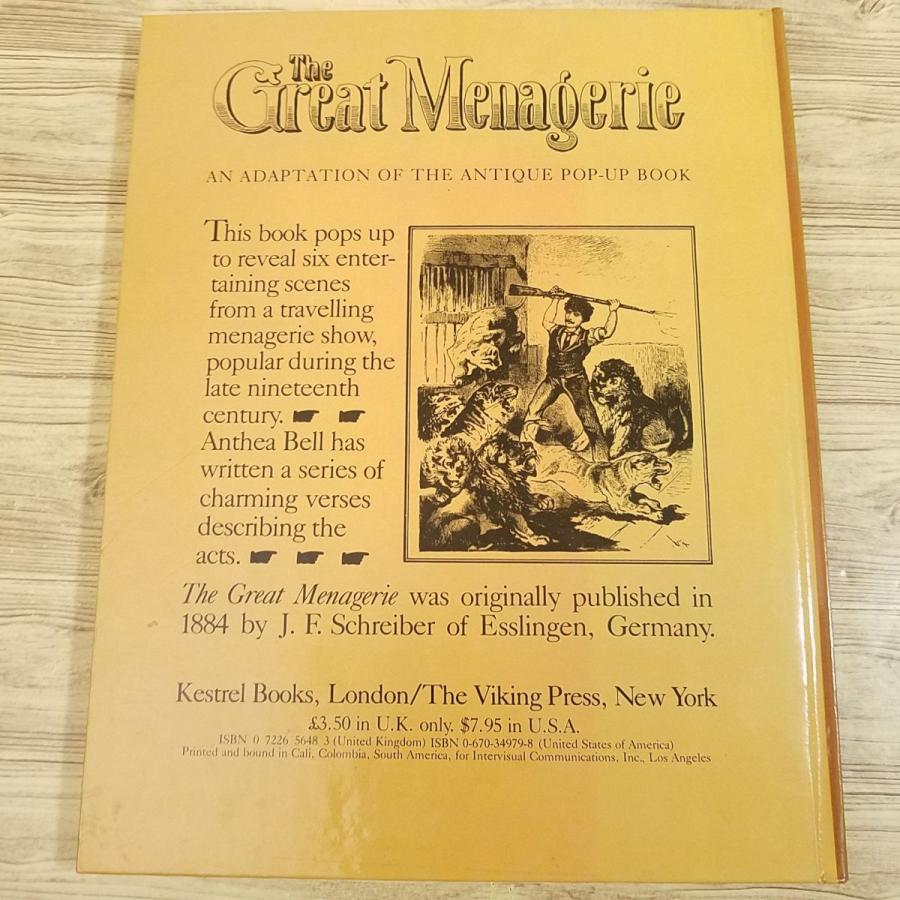 The
Great Menagerie
AN ADAPTATION OF THE ANTIQUE POP-UP BOOK
This book pops up
to reveal six enter-
taining scenes
from a travelling
menagerie show,
popular during the
late nineteenth
century.
Anthea Bell has
written a series of
charming verses
describing the
acts.
The Great Menagerie was originally published in
1884 by J. F. Schreiber of Esslingen, Germany.
Kestrel Books, London/The Viking Press, New York
£3.50 in U.K. only. $7.95 in U.S.A.
ISBN 0 7226 5648 3 (United Kingdom) ISBN 0-670-34979-8 (United States of America)
Printed and bound in Cali, Colombia, South America, for Intervisual Communications, Inc., Los Angeles